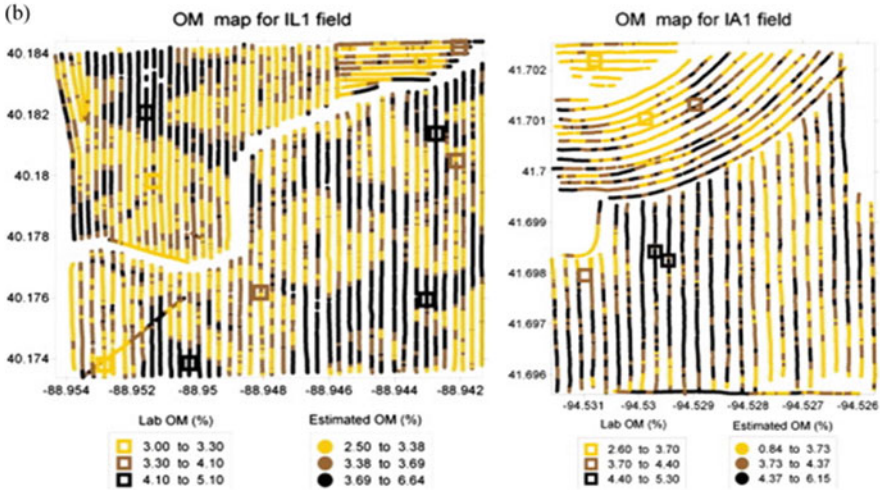 (b)
OM map for IL1 field
40.184
40.182
40.18
40.178
40.176
40.174
-88.954 -88.952 -88.95 -88.948 -88.946 -88.944 -88.942
Lab OM (%)
3.00 to 3.30
3.30 to 4.10
4.10 to 5.10
Estimated OM (%)
2.50 to 3.38
3.38 to 3.69
3.69 to 6.64
OM map for IA1 field
41.702
41.701
41.7
41.699
41.698
41.697
41.696
-94.531 -94.53 -94.529 -94.528 -94.527 -94.526
Lab OM (%)
2.60 to 3.70
3.70 to 4.40
4.40 to 5.30
Estimated OM (%)
0.84 to 3.73
3.73 to 4.37
4.37 to 6.15